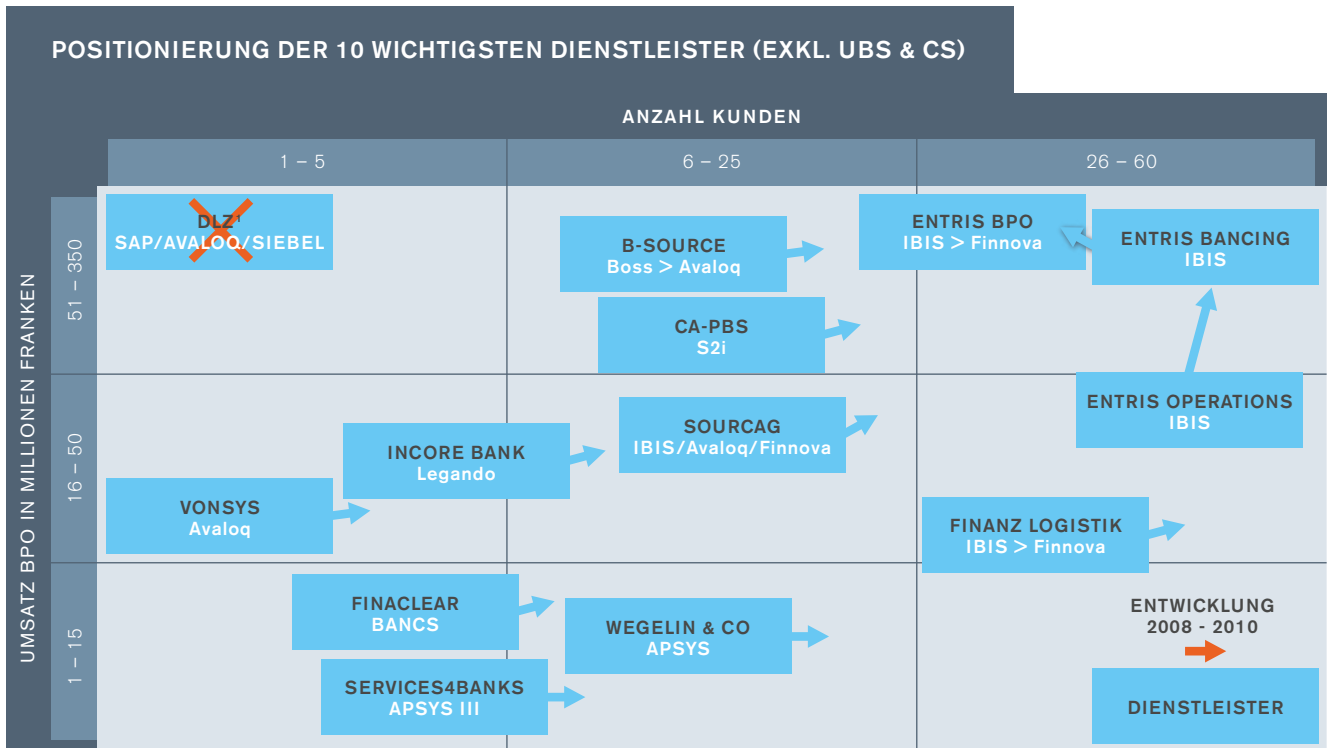 POSITIONIERUNG DER 10 WICHTIGSTEN DIENSTLEISTER (EXKL. UBS & CS)
ANZAHL KUNDEN
1 – 5
6 – 25
26 – 60
UMSATZ BPO IN MILLIONEN FRANKEN
51 – 350
16 – 50
1 – 15
DLZ¹
SAP/AVALOQ/SIEBEL
B-SOURCE
Boss > Avaloq
ENTRIS BPO
IBIS > Finnova
ENTRIS BANCING
IBIS
CA-PBS
S2i
ENTRIS OPERATIONS
IBIS
SOURCAG
IBIS/Avaloq/Finnova
INCORE BANK
Legando
VONSYS
Avaloq
FINANZ LOGISTIK
IBIS > Finnova
FINACLEAR
BANCS
WEGELIN & CO
APSYS
SERVICES4BANKS
APSYS III
ENTWICKLUNG
2008 - 2010
DIENSTLEISTER